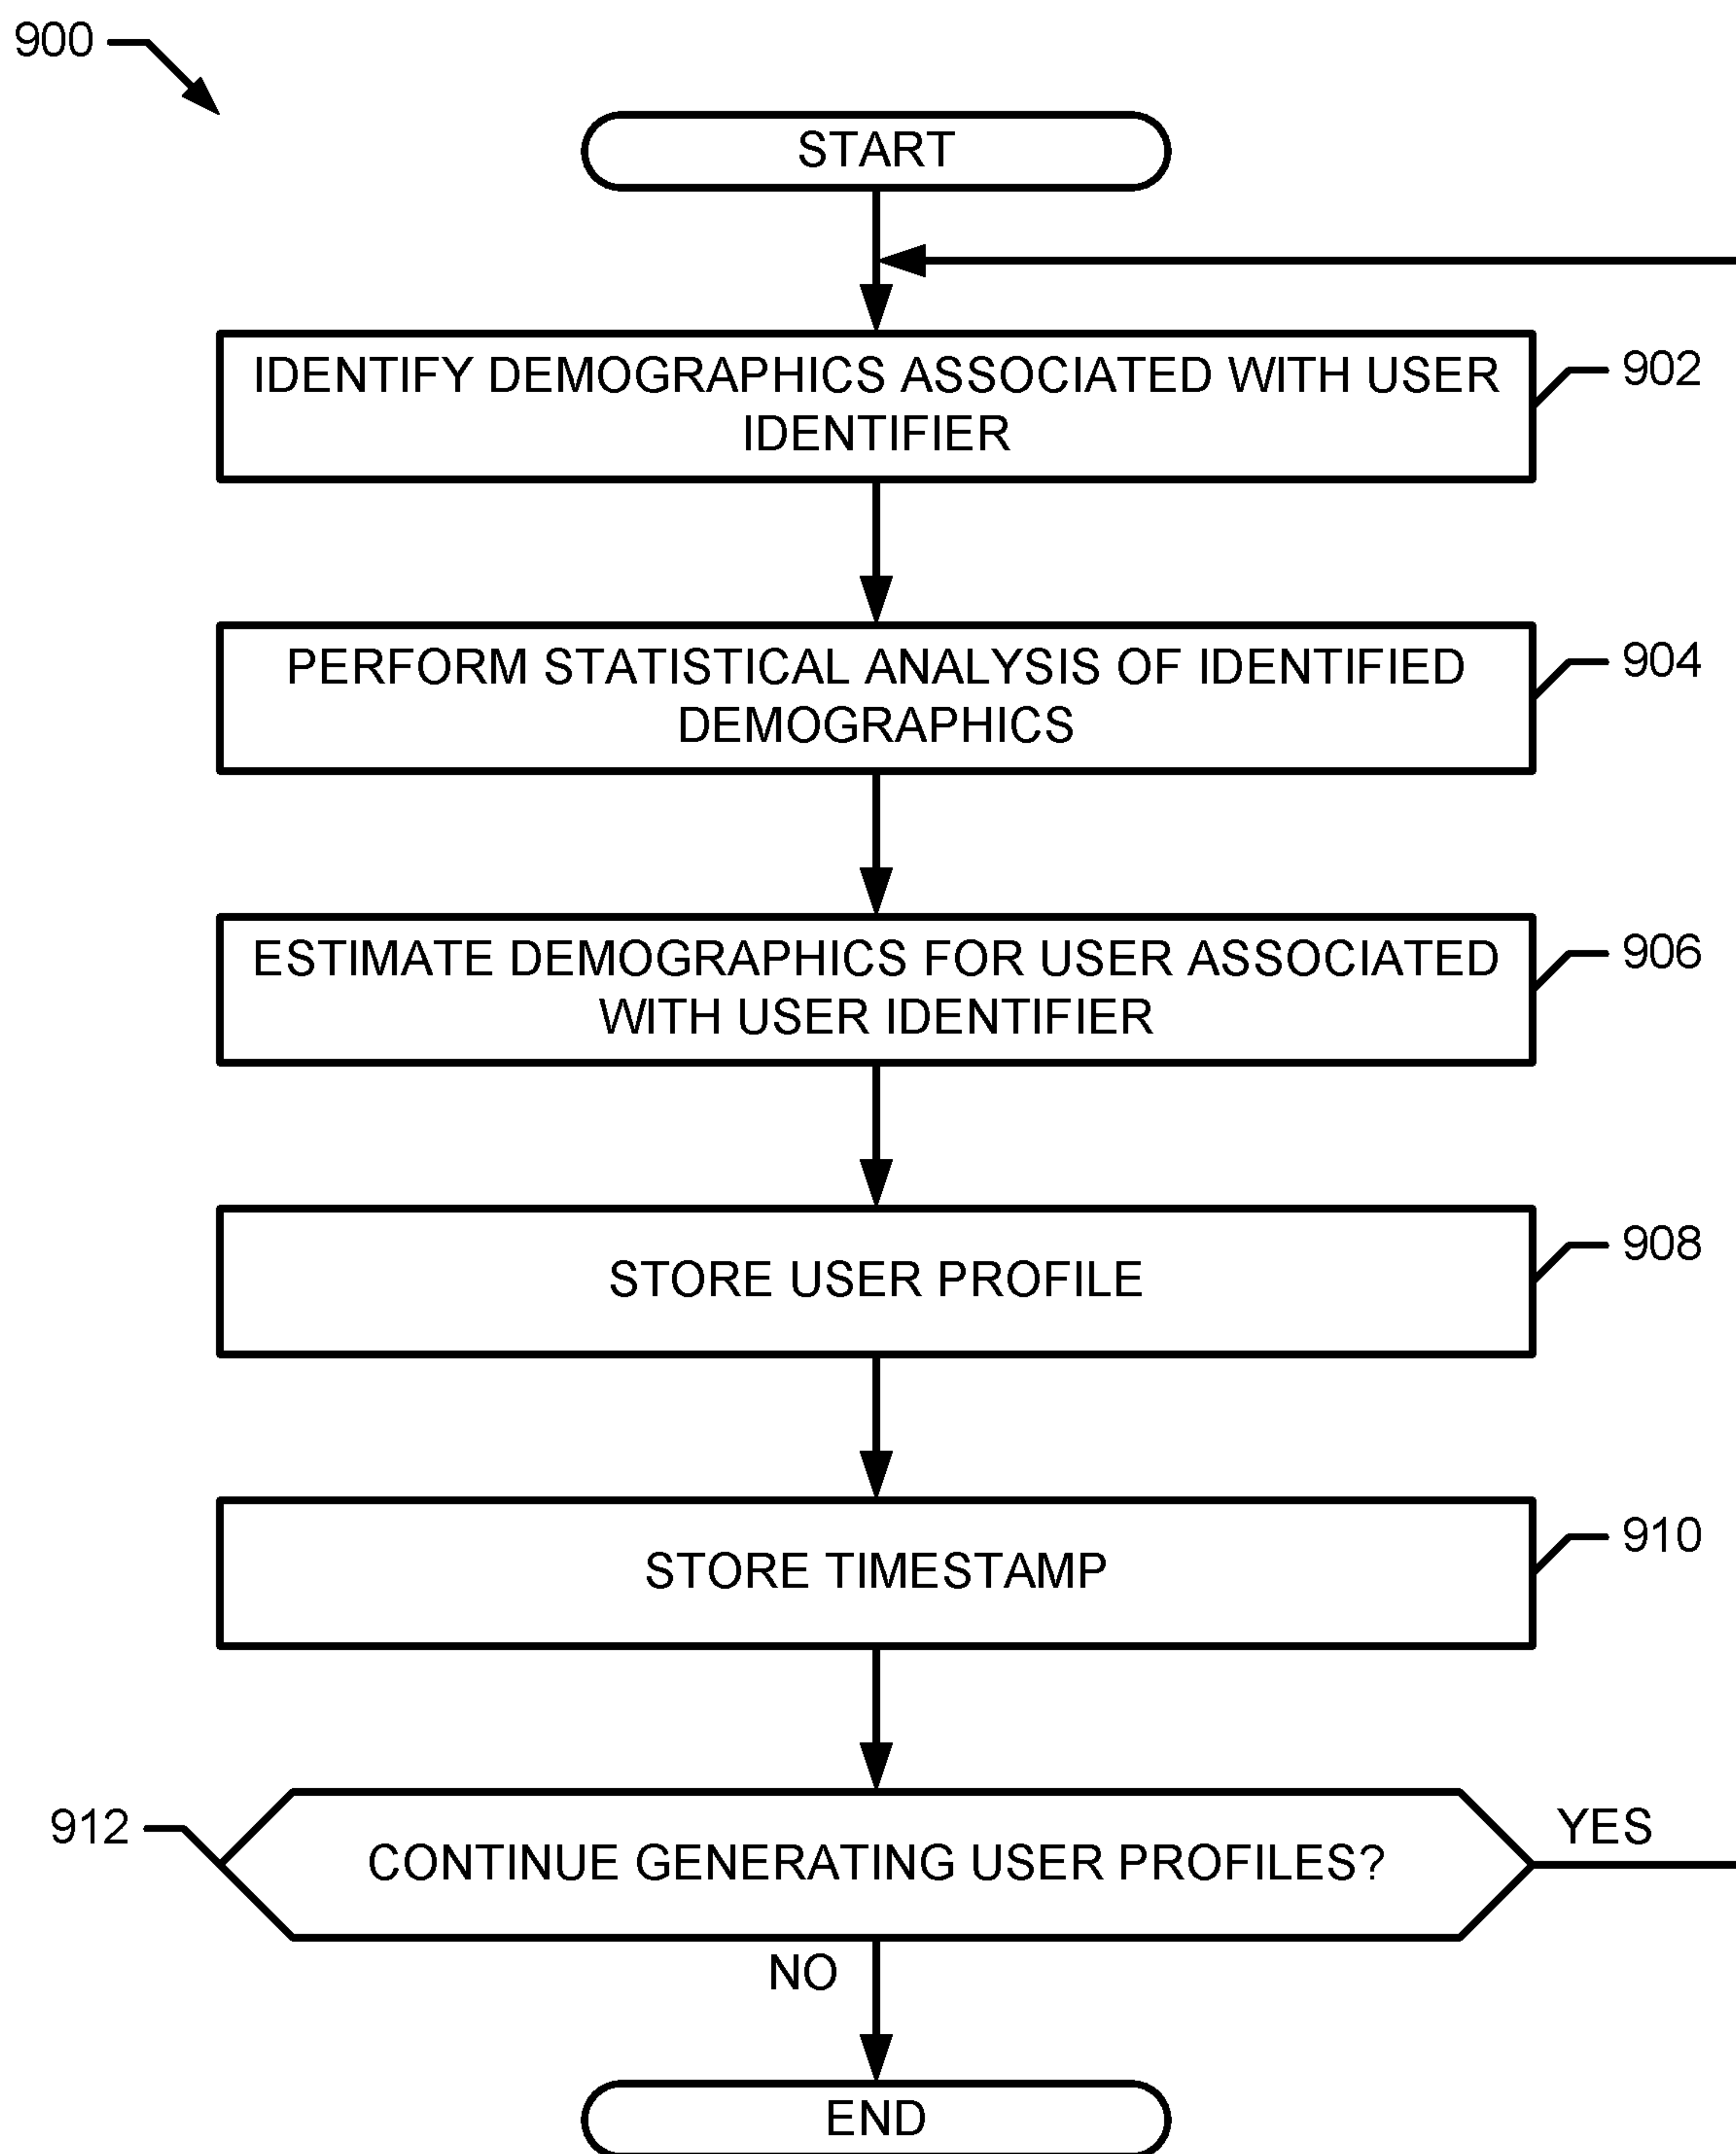 900
START
IDENTIFY DEMOGRAPHICS ASSOCIATED WITH USER
IDENTIFIER
902
PERFORM STATISTICAL ANALYSIS OF IDENTIFIED
DEMOGRAPHICS
904
ESTIMATE DEMOGRAPHICS FOR USER ASSOCIATED
WITH USER IDENTIFIER
906
STORE USER PROFILE
908
STORE TIMESTAMP
910
912
CONTINUE GENERATING USER PROFILES?
YES
NO
END